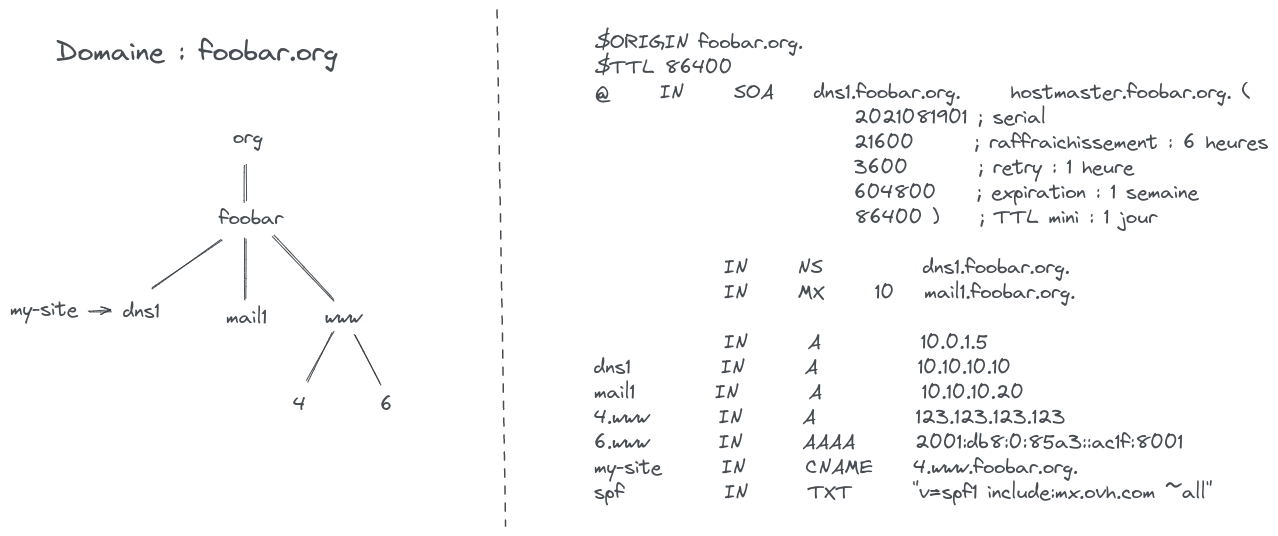 Domaine : foobar.org
org
foobar
my-site → dns1 mail1 www
4 6
$ORIGIN foobar.org.
$TTL 86400
@ IN SOA dns1.foobar.org. hostmaster.foobar.org. (
2021081901 ; serial
21600 ; raffraichissement : 6 heures
3600 ; retry : 1 heure
604800 ; expiration : 1 semaine
86400 ) ; TTL mini : 1 jour
IN NS dns1.foobar.org.
IN MX 10 mail1.foobar.org.
IN A 10.0.1.5
dns1 IN A 10.10.10.10
mail1 IN A 10.10.10.20
4.www IN A 123.123.123.123
6.www IN AAAA 2001:db8:0:85a3::ac1f:8001
my-site IN CNAME 4.www.foobar.org.
spf IN TXT "v=spf1 include:mx.ovh.com ~all"